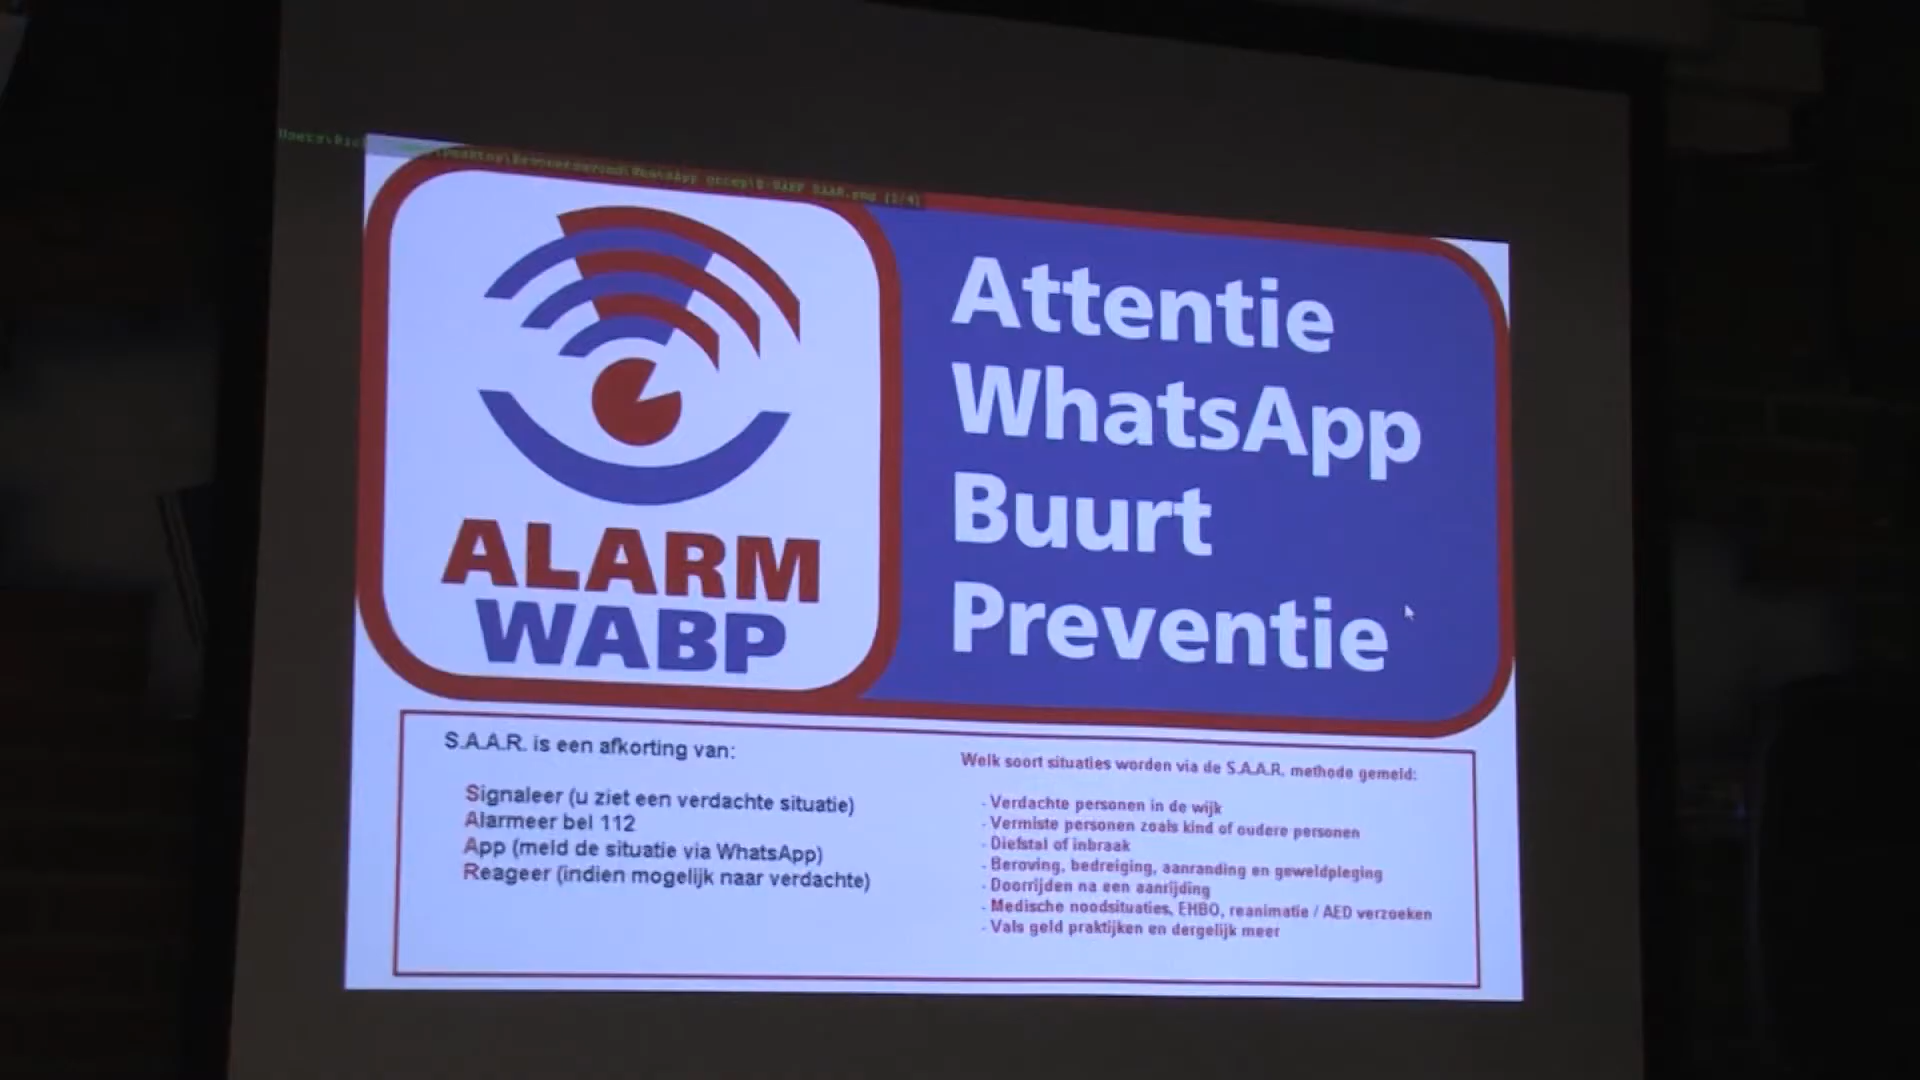 ALARM
WABP
Attentie
WhatsApp
Buurt
Preventie
S.A.A.R. is een afkorting van:
Signaleer (u ziet een verdachte situatie)
Alarmeer bel 112
App (meld de situatie via WhatsApp)
Reageer (indien mogelijk naar verdachte)
Welk soort situaties worden via de S.A.A.R. methode gemeld:
- Verdachte personen in de wijk
- Vermiste personen zoals kind of oudere personen
- Diefstal of inbraak
- Beroving, bedreiging, aanranding en geweldpleging
- Doorrijden na een aanrijding
- Medische noodsituaties, EHBO, reanimatie / AED verzoeken
- Vals geld praktijken en dergelijk meer